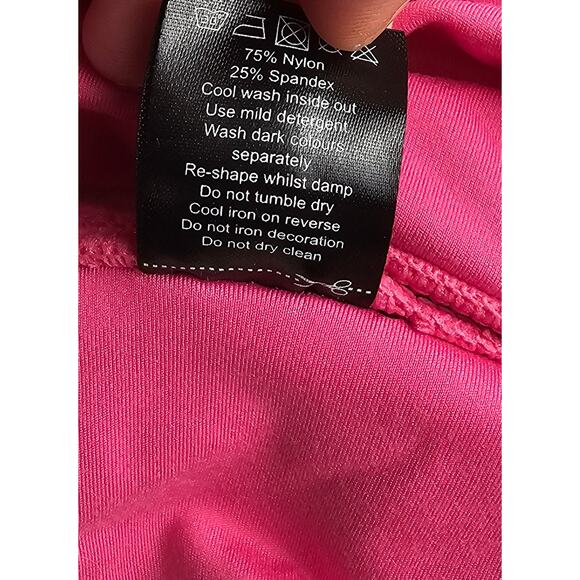 75% Nylon
25% Spandex
Cool wash inside out
Use mild detergent
Wash dark colours
separately
Re-shape whilst damp
Do not tumble dry
Cool iron on reverse
Do not iron decoration
Do not dry clean